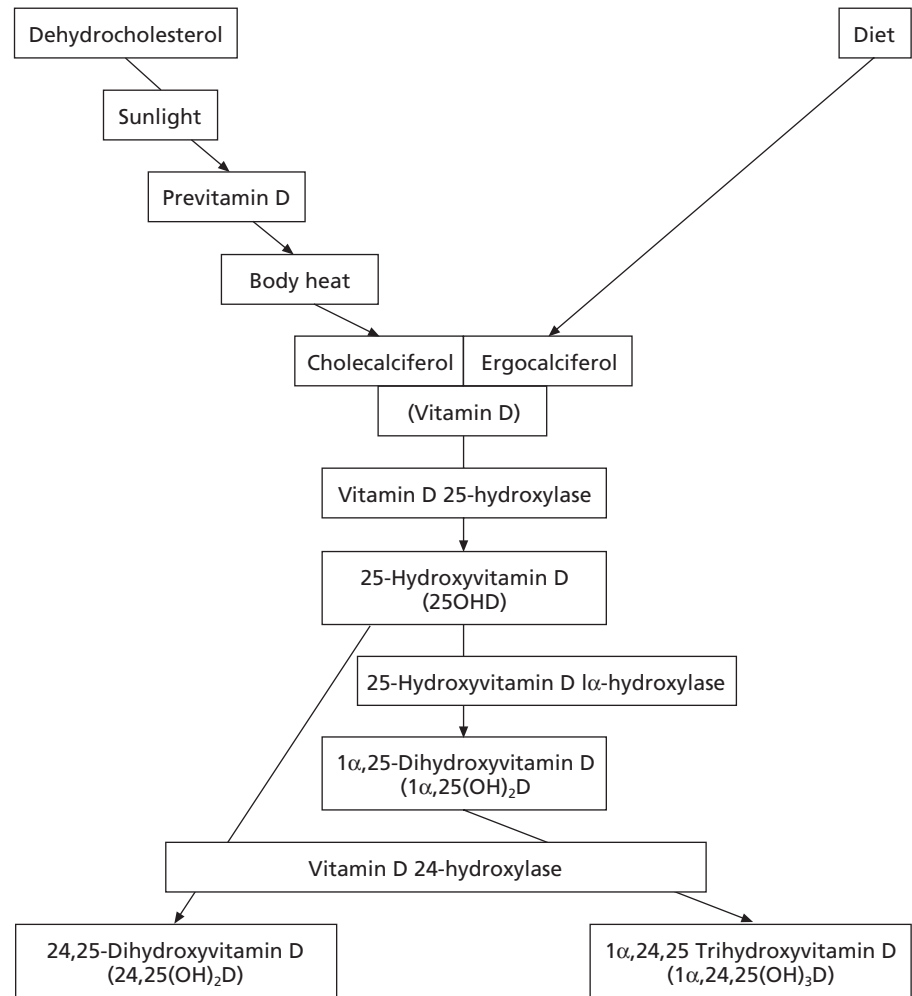 Dehydrocholesterol
Diet
Sunlight
Previtamin D
Body heat
Cholecalciferol
Ergocalciferol
(Vitamin D)
Vitamin D 25-hydroxylase
25-Hydroxyvitamin D
(25OHD)
25-Hydroxyvitamin D lα-hydroxylase
1α,25-Dihydroxyvitamin D
(1α,25(OH)₂D
Vitamin D 24-hydroxylase
24,25-Dihydroxyvitamin D
(24,25(OH)₂D)
1α,24,25 Trihydroxyvitamin D
(1α,24,25(OH)₃D)